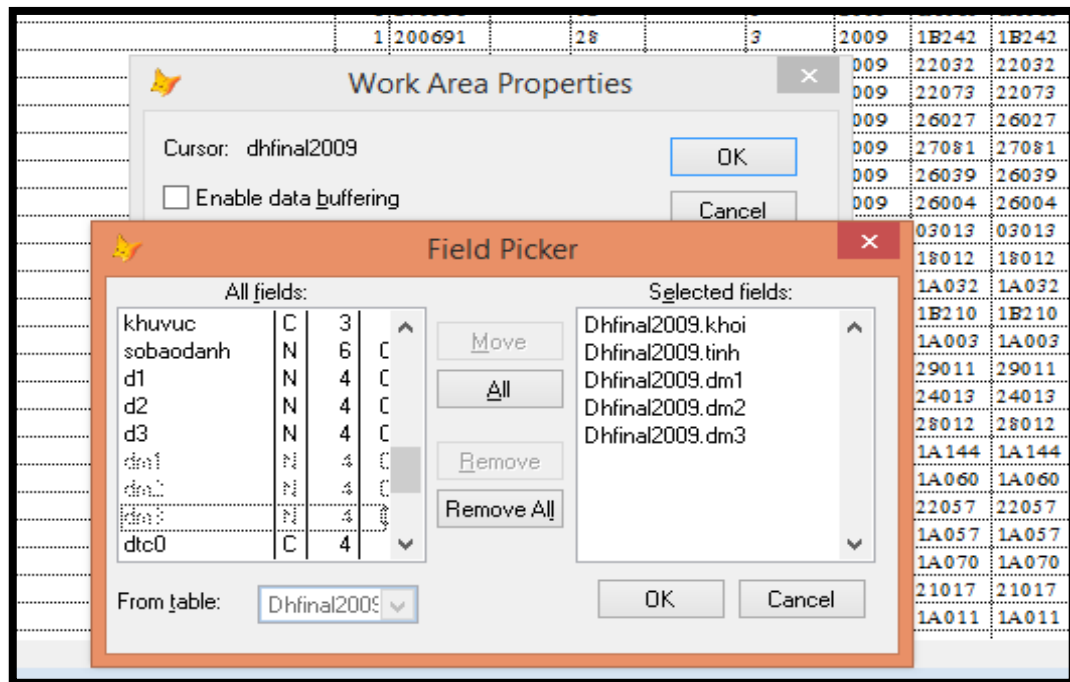 1 200691 28 3 2009 1B242 1B242
Work Area Properties
009 22032 22032
009 22073 22073
009 26027 26027
Cursor: dhfinal2009
OK
009 27081 27081
009 26039 26039
Enable data buffering
Cancel
009 26004 26004
Field Picker
03013 03013
18012 18012
All fields:
Selected fields:
1A032 1A032
khuvuc C 3
sobaodanh N 6
d1 N 4
d2 N 4
d3 N 4
dm1 N 4
dm2 N 4
dm3 N 4
dtc0 C 4
Move
All
Remove
Remove All
Dhfinal2009.khoi
Dhfinal2009.tinh
Dhfinal2009.dm1
Dhfinal2009.dm2
Dhfinal2009.dm3
1B210 1B210
1A003 1A003
29011 29011
24013 24013
28012 28012
1A144 1A144
1A060 1A060
22057 22057
1A057 1A057
1A070 1A070
From table: Dhfinal2009
OK
Cancel
21017 21017
1A011 1A011